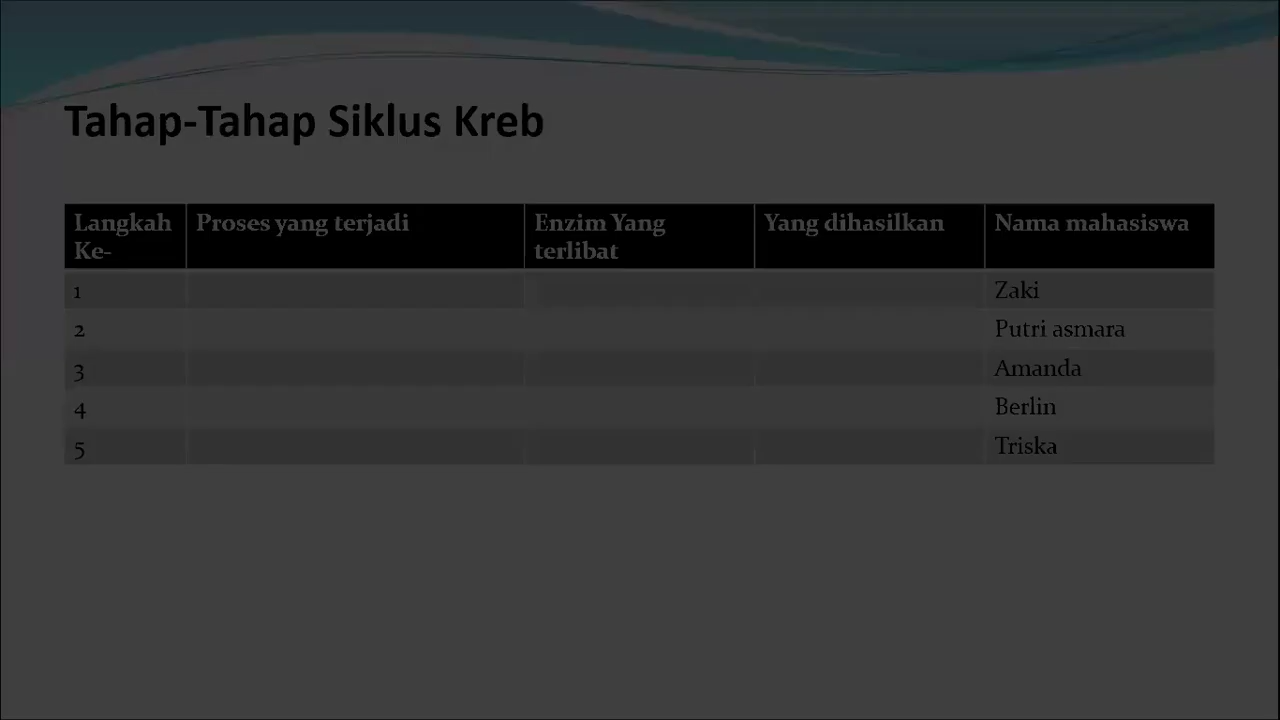 Tahap-Tahap Siklus Kreb
Langkah Ke- Proses yang terjadi Enzim Yang terlibat Yang dihasilkan Nama mahasiswa
1 Zaki
2 Putri asmara
3 Amanda
4 Berlin
5 Triska